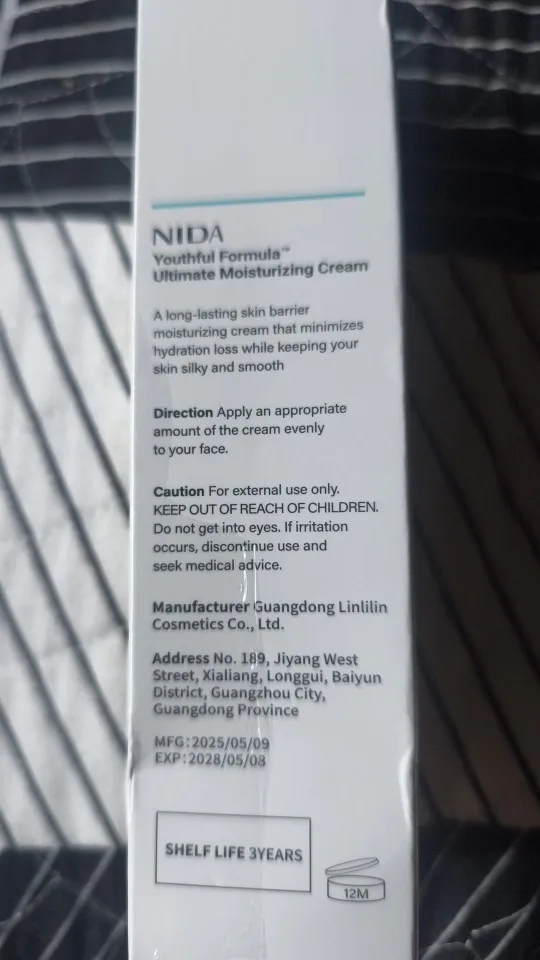 NIDA
Youthful Formula™
Ultimate Moisturizing Cream
A long-lasting skin barrier
moisturizing cream that minimizes
hydration loss while keeping your
skin silky and smooth
Direction Apply an appropriate
amount of the cream evenly
to your face.
Caution For external use only.
KEEP OUT OF REACH OF CHILDREN.
Do not get into eyes. If irritation
occurs, discontinue use and
seek medical advice.
Manufacturer Guangdong Linlilin
Cosmetics Co., Ltd.
Address No. 189, Jiyang West
Street, Xialiang, Longgui, Baiyun
District, Guangzhou City,
Guangdong Province
MFG:2025/05/09
EXP:2028/05/08
SHELF LIFE 3YEARS
12M